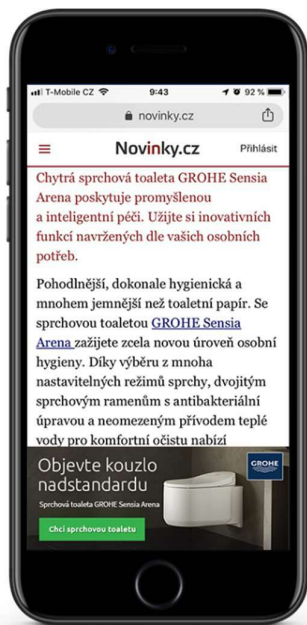 T-Mobile CZ 9:43 92 %
novinky.cz
Novinky.cz Přihlásit
Chytrá sprchová toaleta GROHE Sensia
Arena poskytuje promyšlenou
a inteligentní péči. Užijte si inovativních
funkcí navržených dle vašich osobních
potřeb.
Pohodlnější, dokonale hygienická a
mnohem jemnější než toaletní papír. Se
sprchovou toaletou GROHE Sensia
Arena zažijete zcela novou úroveň osobní
hygieny. Díky výběru z mnoha
nastavitelných režimů sprchy, dvojitým
sprchovým ramenům s antibakteriální
úpravou a neomezeným přívodem teplé
vody pro komfortní očistu nabízí
Objevte kouzlo
nadstandardu
GROHE
Sprchová toaleta GROHE Sensia Arena
Chci sprchovou toaletu